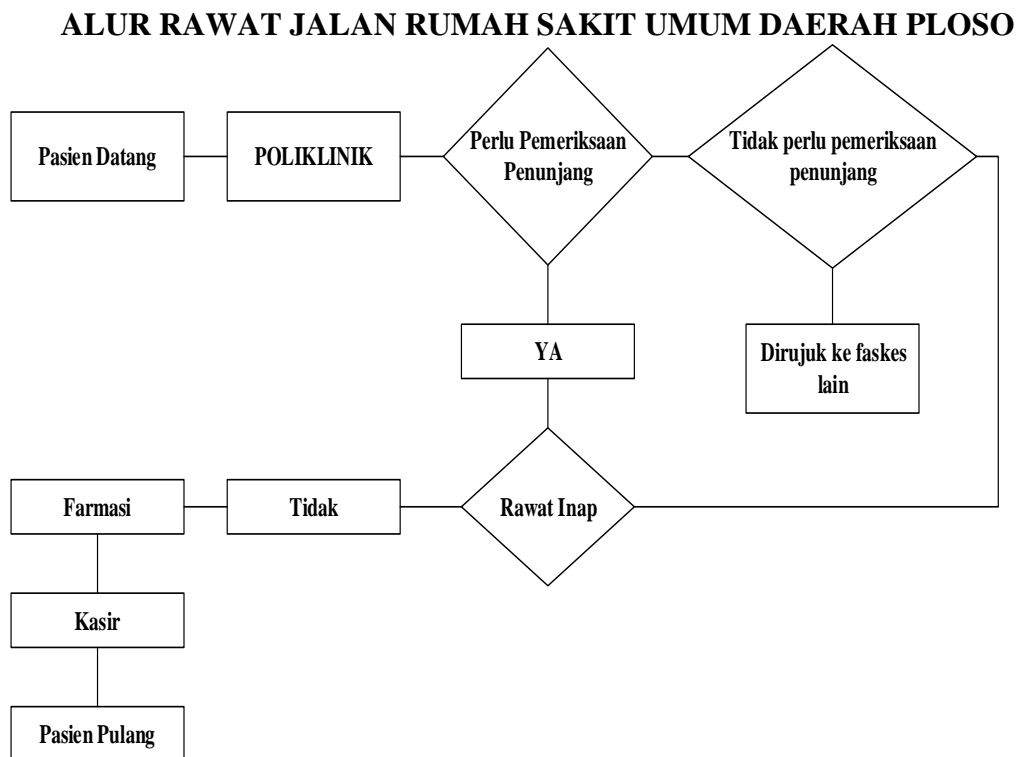 ALUR RAWAT JALAN RUMAH SAKIT UMUM DAERAH PLOSO
Pasien Datang
POLIKLINIK
Perlu Pemeriksaan
Penunjang
Tidak perlu pemeriksaan
penunjang
YA
Dirujuk ke faskes
lain
Farmasi
Tidak
Rawat Inap
Kasir
Pasien Pulang